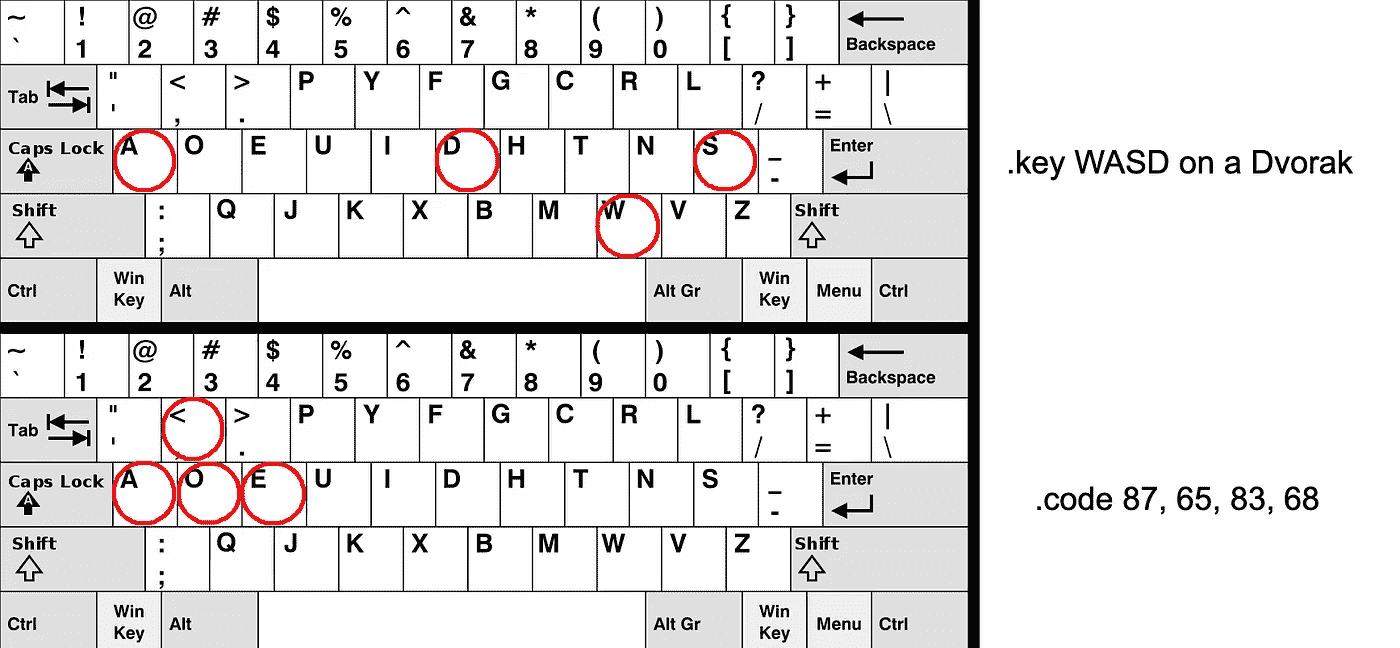 ~ ! @ # $ % ^ & * ( ) { }
` 1 2 3 4 5 6 7 8 9 0 [ ] Backspace
" < > P Y F G C R L ? + |
Tab ' , . / = \
Caps Lock A O E U I D H T N S _ Enter
A -
Shift : Q J K X B M W V Z Shift
;
Ctrl Win Key Alt Alt Gr Win Key Menu Ctrl
.key WASD on a Dvorak
~ ! @ # $ % ^ & * ( ) { }
` 1 2 3 4 5 6 7 8 9 0 [ ] Backspace
" < > P Y F G C R L ? + |
Tab ' . / = \
Caps Lock A O E U I D H T N S _ Enter
A -
Shift : Q J K X B M W V Z Shift
;
Ctrl Win Key Alt Alt Gr Win Key Menu Ctrl
.code 87, 65, 83, 68